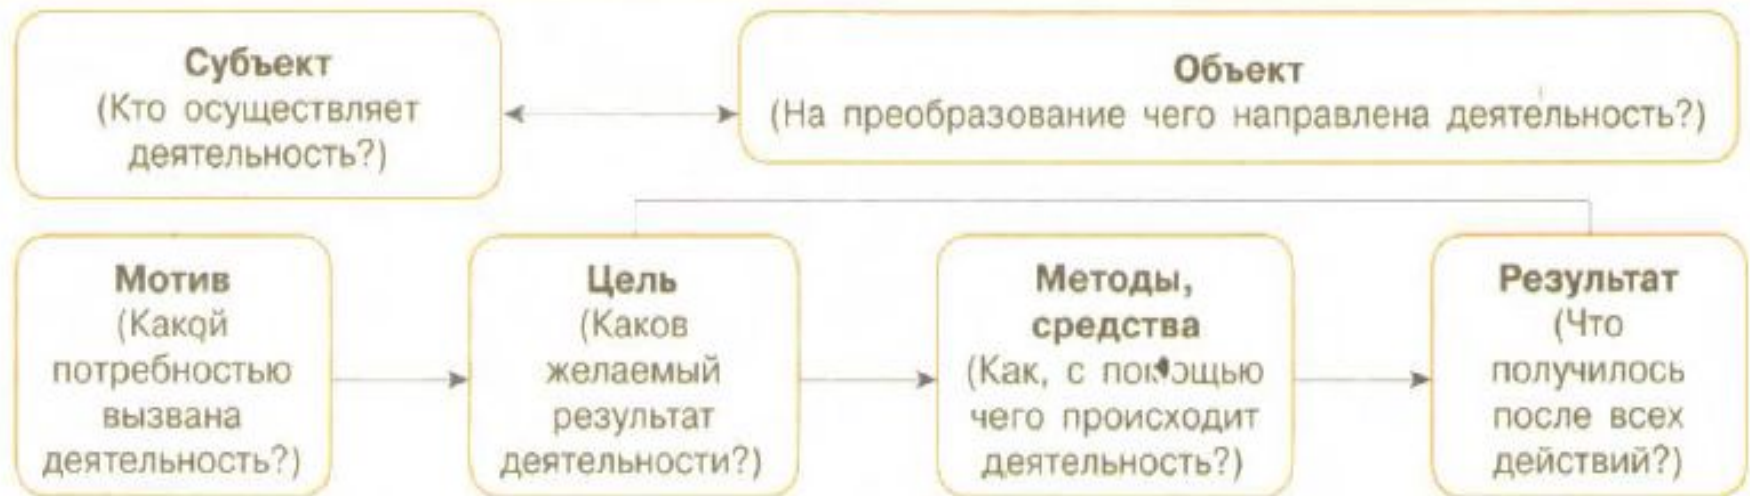 Субъект
(Кто осуществляет
деятельность?)
Объект
(На преобразование чего направлена деятельность?)
Мотив
(Какой
потребностью
вызвана
деятельность?)
Цель
(Каков
желаемый
результат
деятельности?)
Методы,
средства
(Как, с помощью
чего происходит
деятельность?)
Результат
(Что
получилось
после всех
действий?)